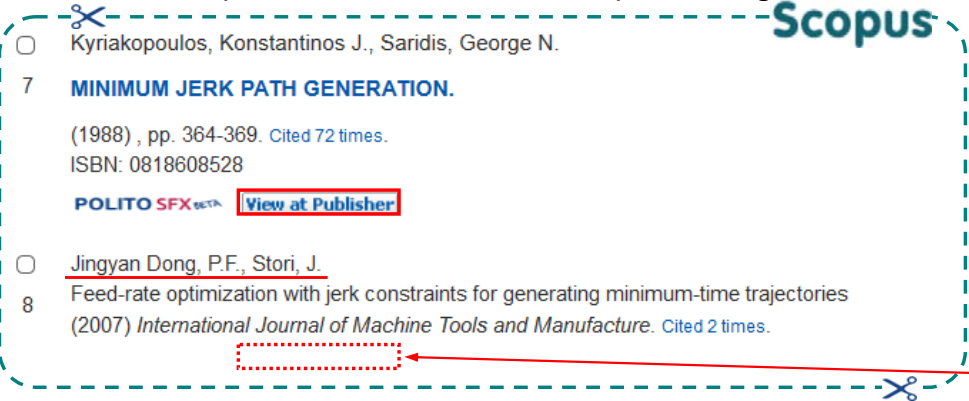 Scopus
Kyriakopoulos, Konstantinos J., Saridis, George N.
7 MINIMUM JERK PATH GENERATION.
(1988) , pp. 364-369. Cited 72 times.
ISBN: 0818608528
POLITO SFX BETA View at Publisher
Jingyan Dong, P.F., Stori, J.
8 Feed-rate optimization with jerk constraints for generating minimum-time trajectories
(2007) International Journal of Machine Tools and Manufacture. Cited 2 times.